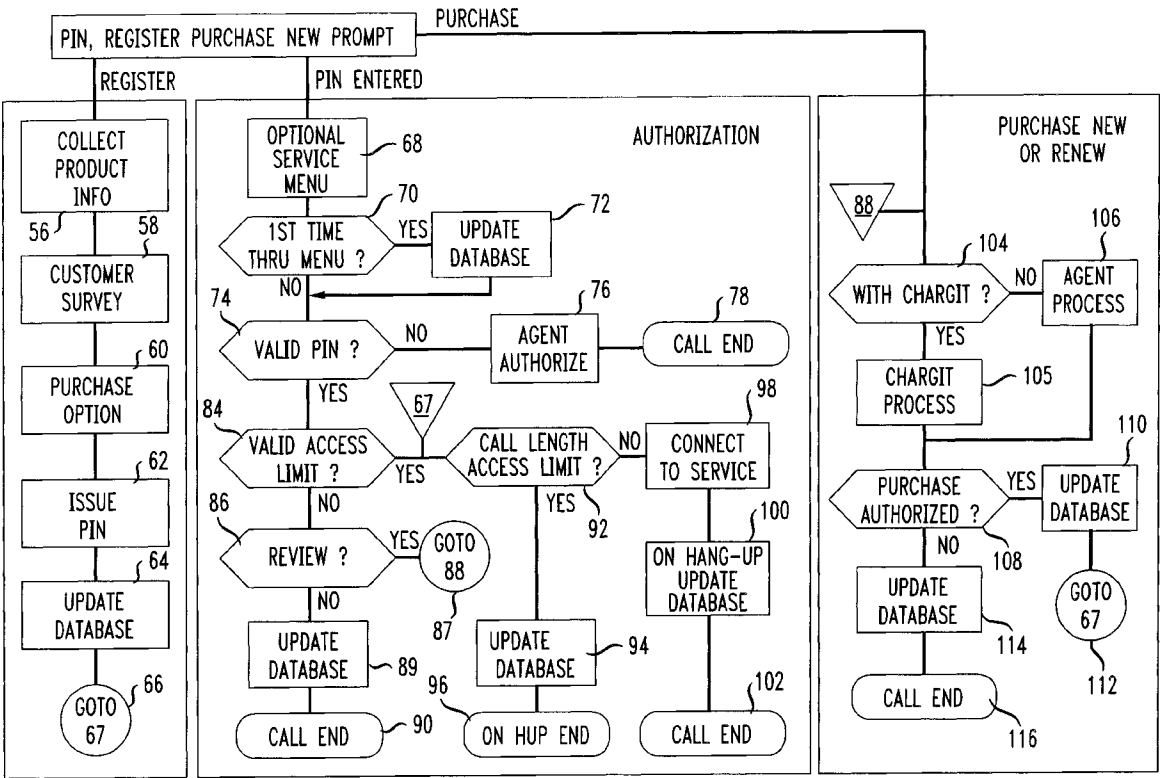 PURCHASE
PIN, REGISTER PURCHASE NEW PROMPT
REGISTER
PIN ENTERED
COLLECT
PRODUCT
INFO
56
58
CUSTOMER
SURVEY
60
PURCHASE
OPTION
62
ISSUE
PIN
64
UPDATE
DATABASE
66
GOTO
67
AUTHORIZATION
OPTIONAL
SERVICE
MENU
68
70
1ST TIME
THRU MENU ?
YES
72
UPDATE
DATABASE
NO
74
VALID PIN ?
NO
76
AGENT
AUTHORIZE
78
CALL END
YES
84
VALID ACCESS
LIMIT ?
YES
67
CALL LENGTH
ACCESS LIMIT ?
NO
98
CONNECT
TO SERVICE
92
YES
NO
86
REVIEW ?
YES
GOTO
88
87
100
ON HANG-UP
UPDATE
DATABASE
NO
UPDATE
DATABASE
89
UPDATE
DATABASE
94
CALL END
90
96
ON HUP END
102
CALL END
PURCHASE NEW
OR RENEW
88
104
WITH CHARGIT ?
NO
106
AGENT
PROCESS
YES
CHARGIT
PROCESS
105
PURCHASE
AUTHORIZED ?
108
YES
110
UPDATE
DATABASE
NO
UPDATE
DATABASE
114
GOTO
67
112
CALL END
116